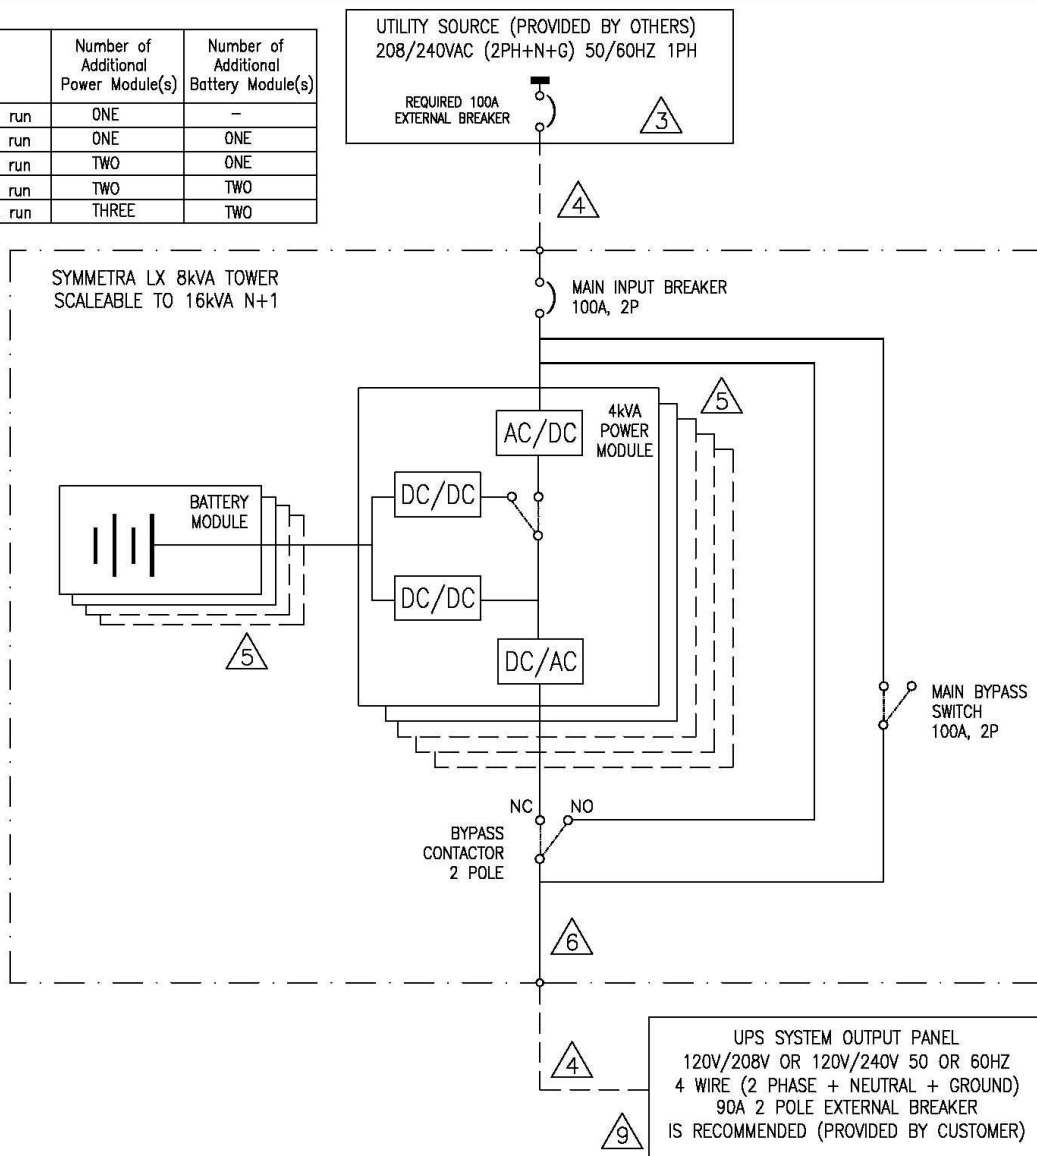 Number of
Additional
Power Module(s)
Number of
Additional
Battery Module(s)
run ONE –
run ONE ONE
run TWO ONE
run TWO TWO
run THREE TWO
UTILITY SOURCE (PROVIDED BY OTHERS)
208/240VAC (2PH+N+G) 50/60HZ 1PH
REQUIRED 100A
EXTERNAL BREAKER
3
4
SYMMETRA LX 8kVA TOWER
SCALEABLE TO 16kVA N+1
MAIN INPUT BREAKER
100A, 2P
5
4kVA
POWER
MODULE
AC/DC
DC/DC
BATTERY
MODULE
DC/DC
5
DC/AC
MAIN BYPASS
SWITCH
100A, 2P
NC NO
BYPASS
CONTACTOR
2 POLE
6
4
UPS SYSTEM OUTPUT PANEL
120V/208V OR 120V/240V 50 OR 60HZ
4 WIRE (2 PHASE + NEUTRAL + GROUND)
90A 2 POLE EXTERNAL BREAKER
IS RECOMMENDED (PROVIDED BY CUSTOMER)
9